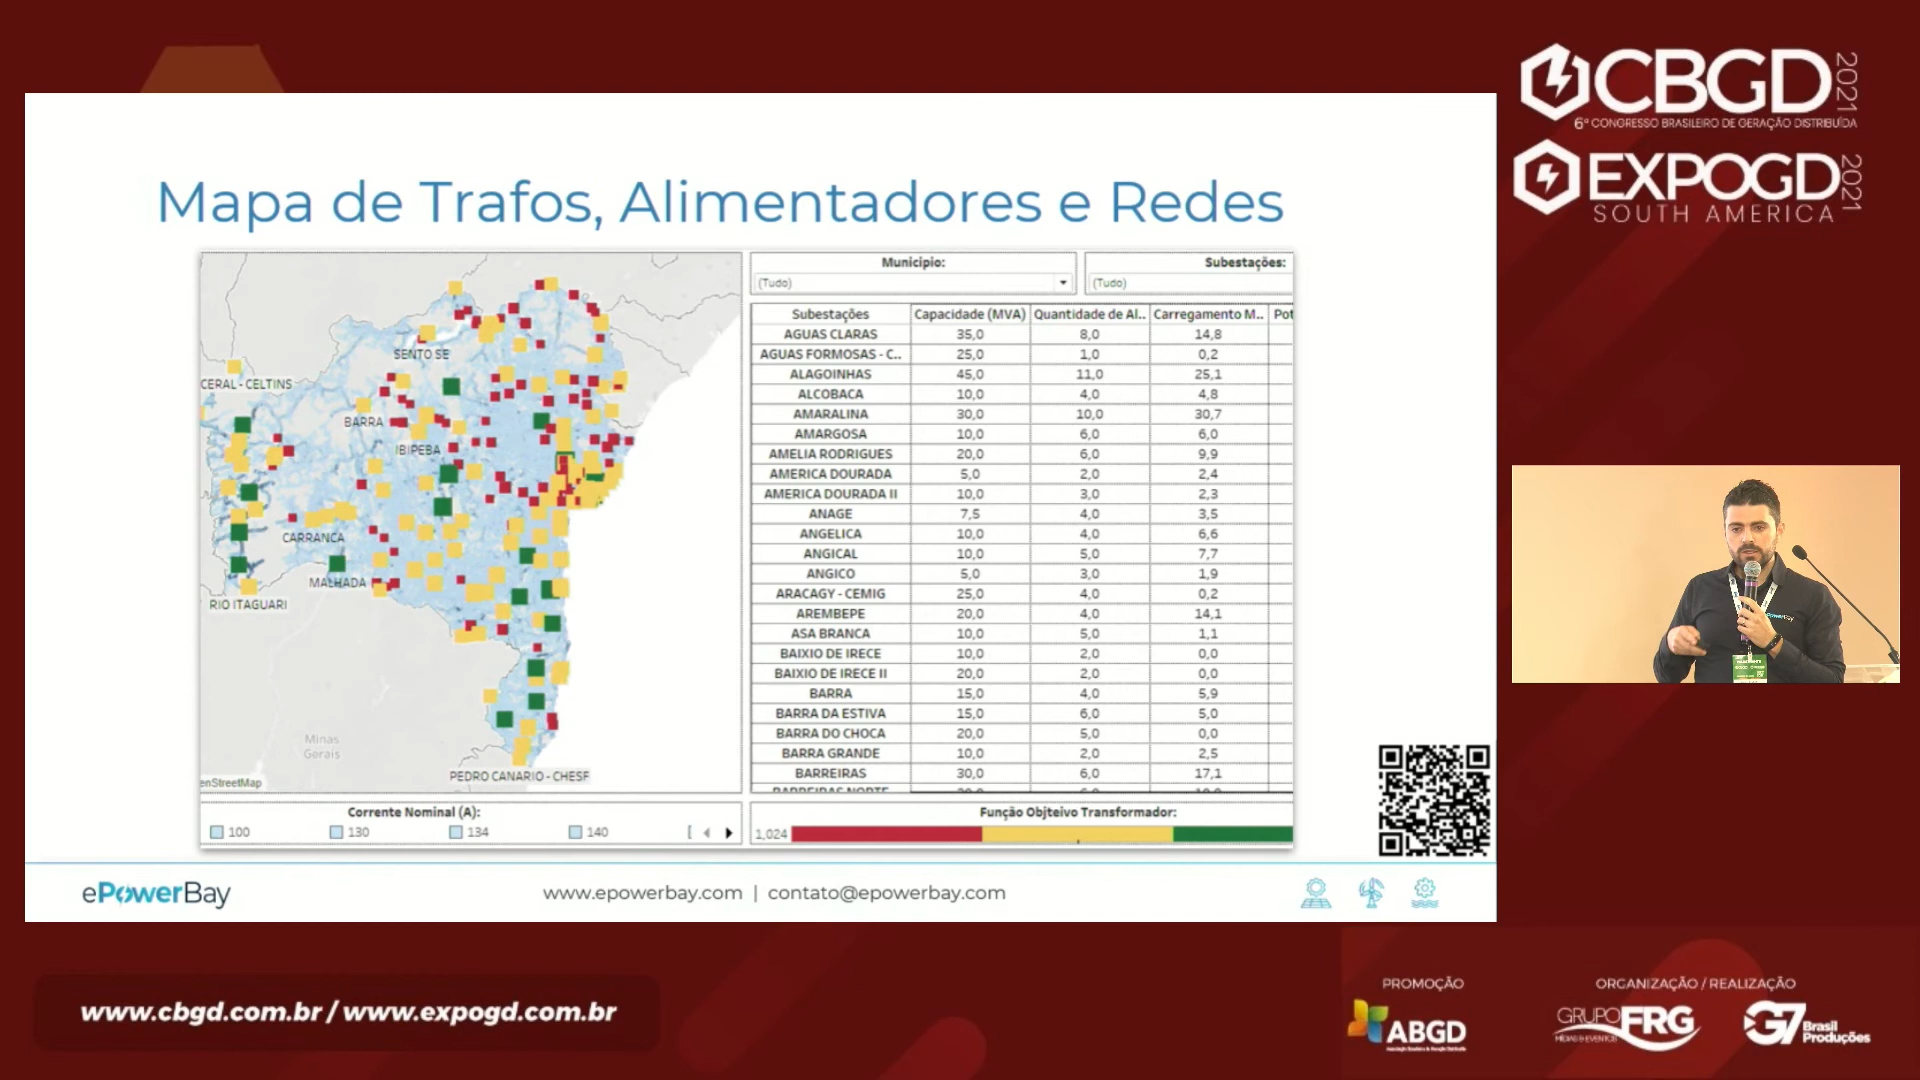 CBGD 2021
6º CONGRESSO BRASILEIRO DE GERAÇÃO DISTRIBUÍDA
EXPOGD 2021
SOUTH AMERICA
Mapa de Trafos, Alimentadores e Redes
SENTO SE
CERAL - CELTINS
BARRA
IBIPEBA
CARRANCA
MALHADA
RIO ITAGUARI
Minas
Gerais
PEDRO CANARIO - CHESF
enStreetMap
Corrente Nominal (A):
100 130 134 140
Municipio: Subestações:
(Tudo) (Tudo)
Subestações Capacidade (MVA) Quantidade de Al.. Carregamento M.. Pot
AGUAS CLARAS 35,0 8,0 14,8
AGUAS FORMOSAS - C.. 25,0 1,0 0,2
ALAGOINHAS 45,0 11,0 25,1
ALCOBACA 10,0 4,0 4,8
AMARALINA 30,0 10,0 30,7
AMARGOSA 10,0 6,0 6,0
AMELIA RODRIGUES 20,0 6,0 9,9
AMERICA DOURADA 5,0 2,0 2,4
AMERICA DOURADA II 10,0 3,0 2,3
ANAGE 7,5 4,0 3,5
ANGELICA 10,0 4,0 6,6
ANGICAL 10,0 5,0 7,7
ANGICO 5,0 3,0 1,9
ARACAGY - CEMIG 25,0 4,0 0,2
AREMBEPE 20,0 4,0 14,1
ASA BRANCA 10,0 5,0 1,1
BAIXIO DE IRECE 10,0 2,0 0,0
BAIXIO DE IRECE II 20,0 2,0 0,0
BARRA 15,0 4,0 5,9
BARRA DA ESTIVA 15,0 6,0 5,0
BARRA DO CHOCA 20,0 5,0 0,0
BARRA GRANDE 10,0 2,0 2,5
BARREIRAS 30,0 6,0 17,1
Função Objteivo Transformador:
1,024
ePowerBay
www.epowerbay.com | contato@epowerbay.com
www.cbgd.com.br / www.expogd.com.br
PROMOÇÃO
ABGD
ORGANIZAÇÃO / REALIZAÇÃO
GRUPO FRG
MÍDIAS & EVENTOS
G7 Brasil
Produções